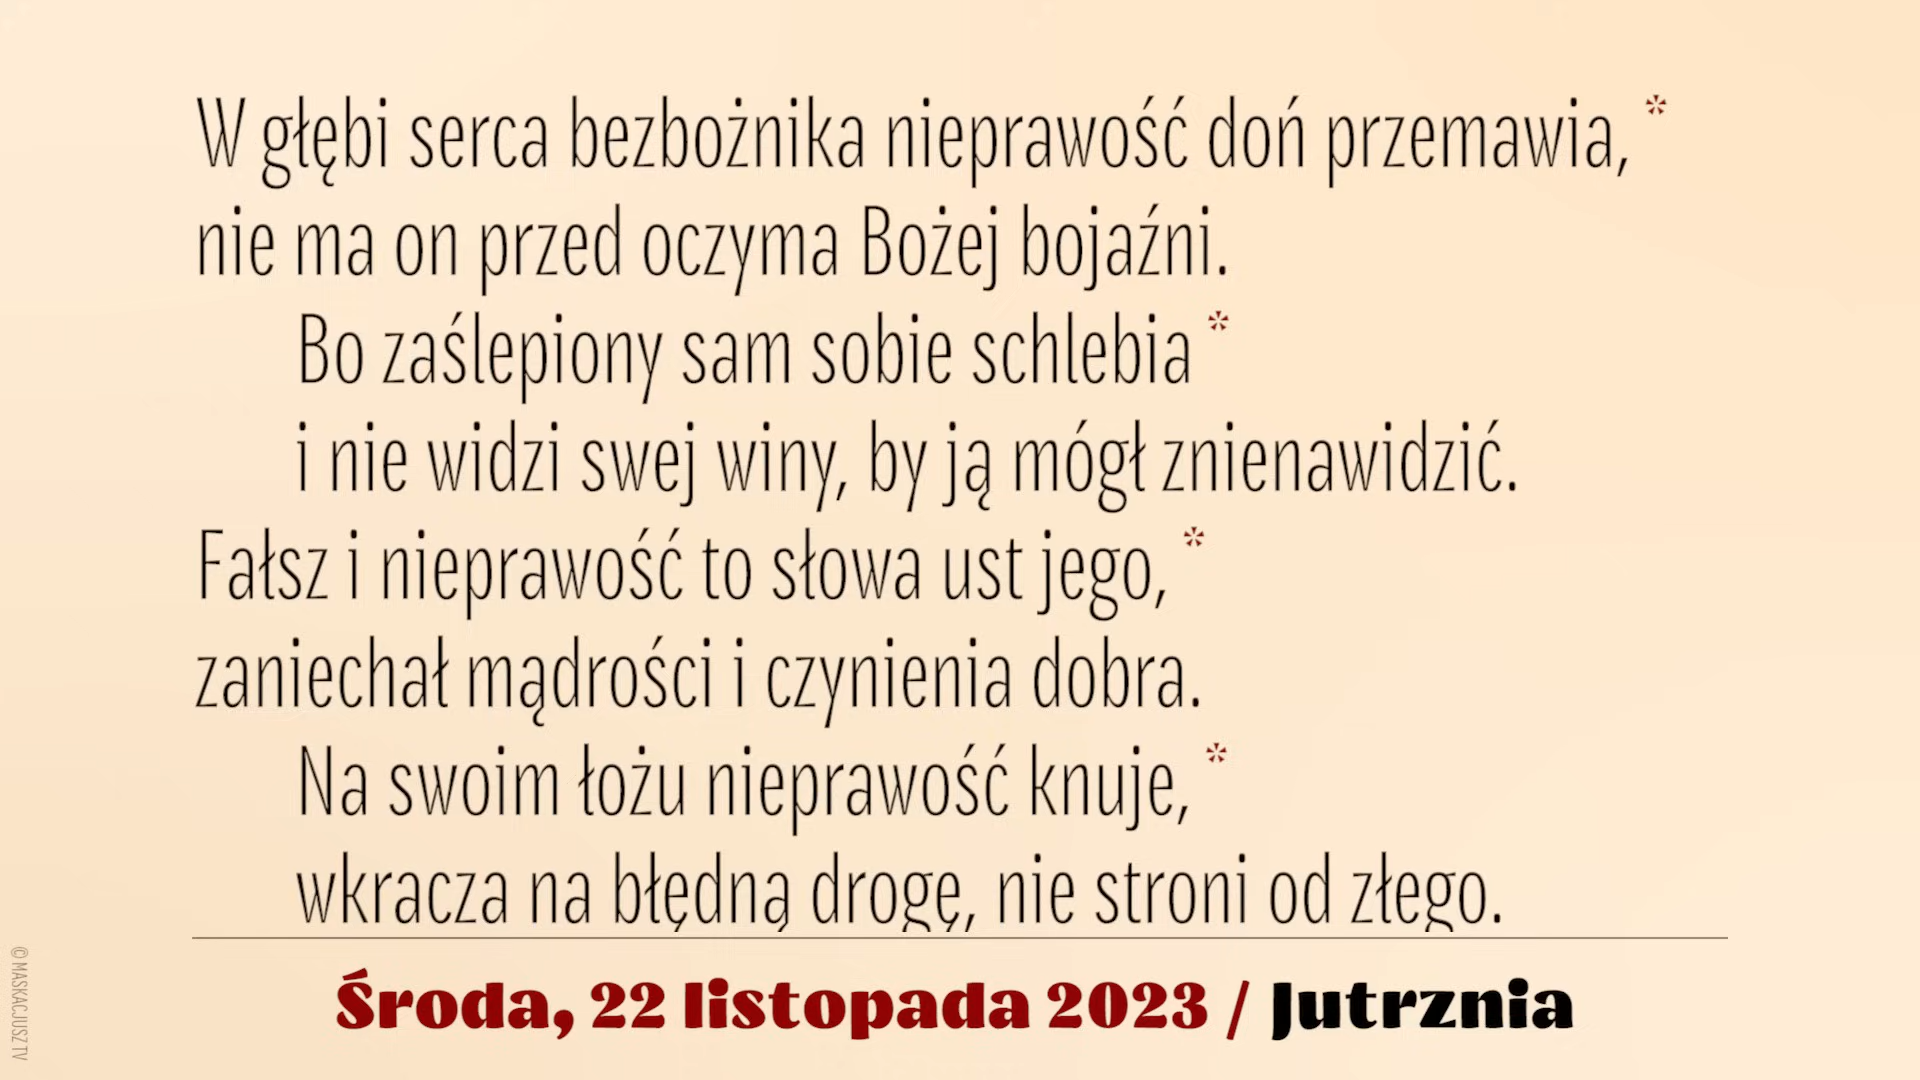 W głębi serca bezbożnika nieprawość doń przemawia, *
nie ma on przed oczyma Bożej bojaźni.
Bo zaślepiony sam sobie schlebia *
i nie widzi swej winy, by ją mógł znienawidzić.
Fałsz i nieprawość to słowa ust jego, *
zaniechał mądrości i czynienia dobra.
Na swoim łożu nieprawość knuje, *
wkracza na błędną drogę, nie stroni od złego.
Środa, 22 listopada 2023 / Jutrznia
© MASKACJUSZ TV